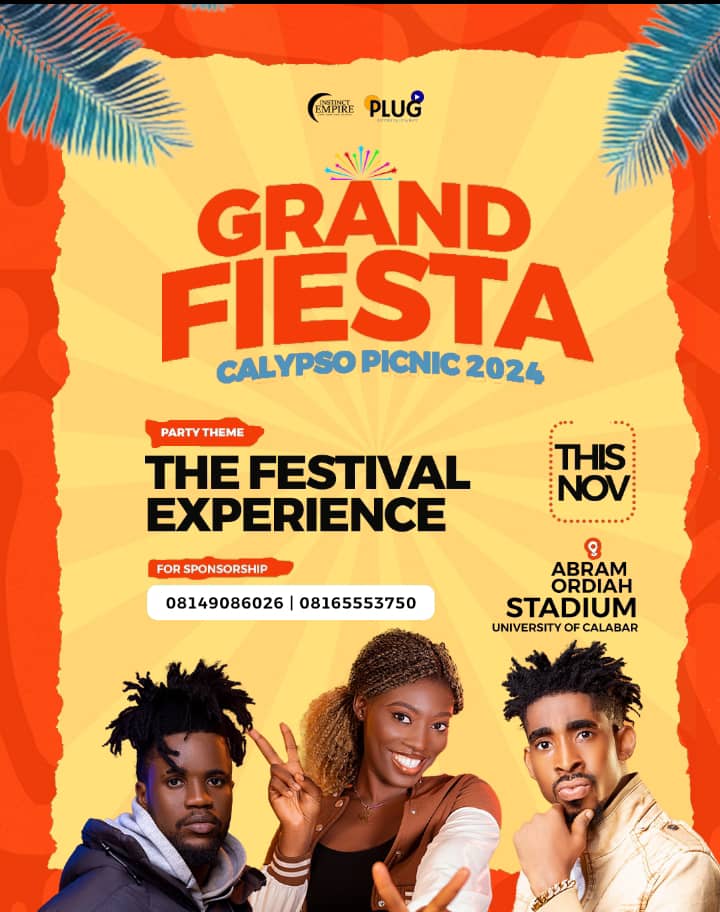 INSTINCT
EMPIRE
PLUG
GRAND
FIESTA
CALYPSO PICNIC 2024
PARTY THEME
THE FESTIVAL
EXPERIENCE
THIS
NOV
FOR SPONSORSHIP
08149086026 | 08165553750
ABRAM
ORDIAH
STADIUM
UNIVERSITY OF CALABAR